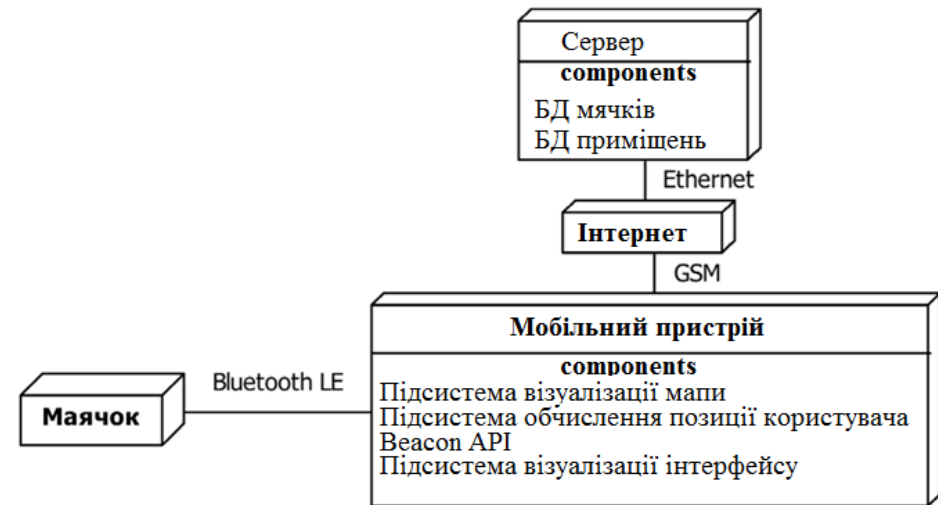 Сервер
components
БД мячків
БД приміщень
Ethernet
Інтернет
GSM
Мобільний пристрій
components
Підсистема візуалізації мапи
Підсистема обчислення позиції користувача
Beacon API
Підсистема візуалізації інтерфейсу
Bluetooth LE
Маячок